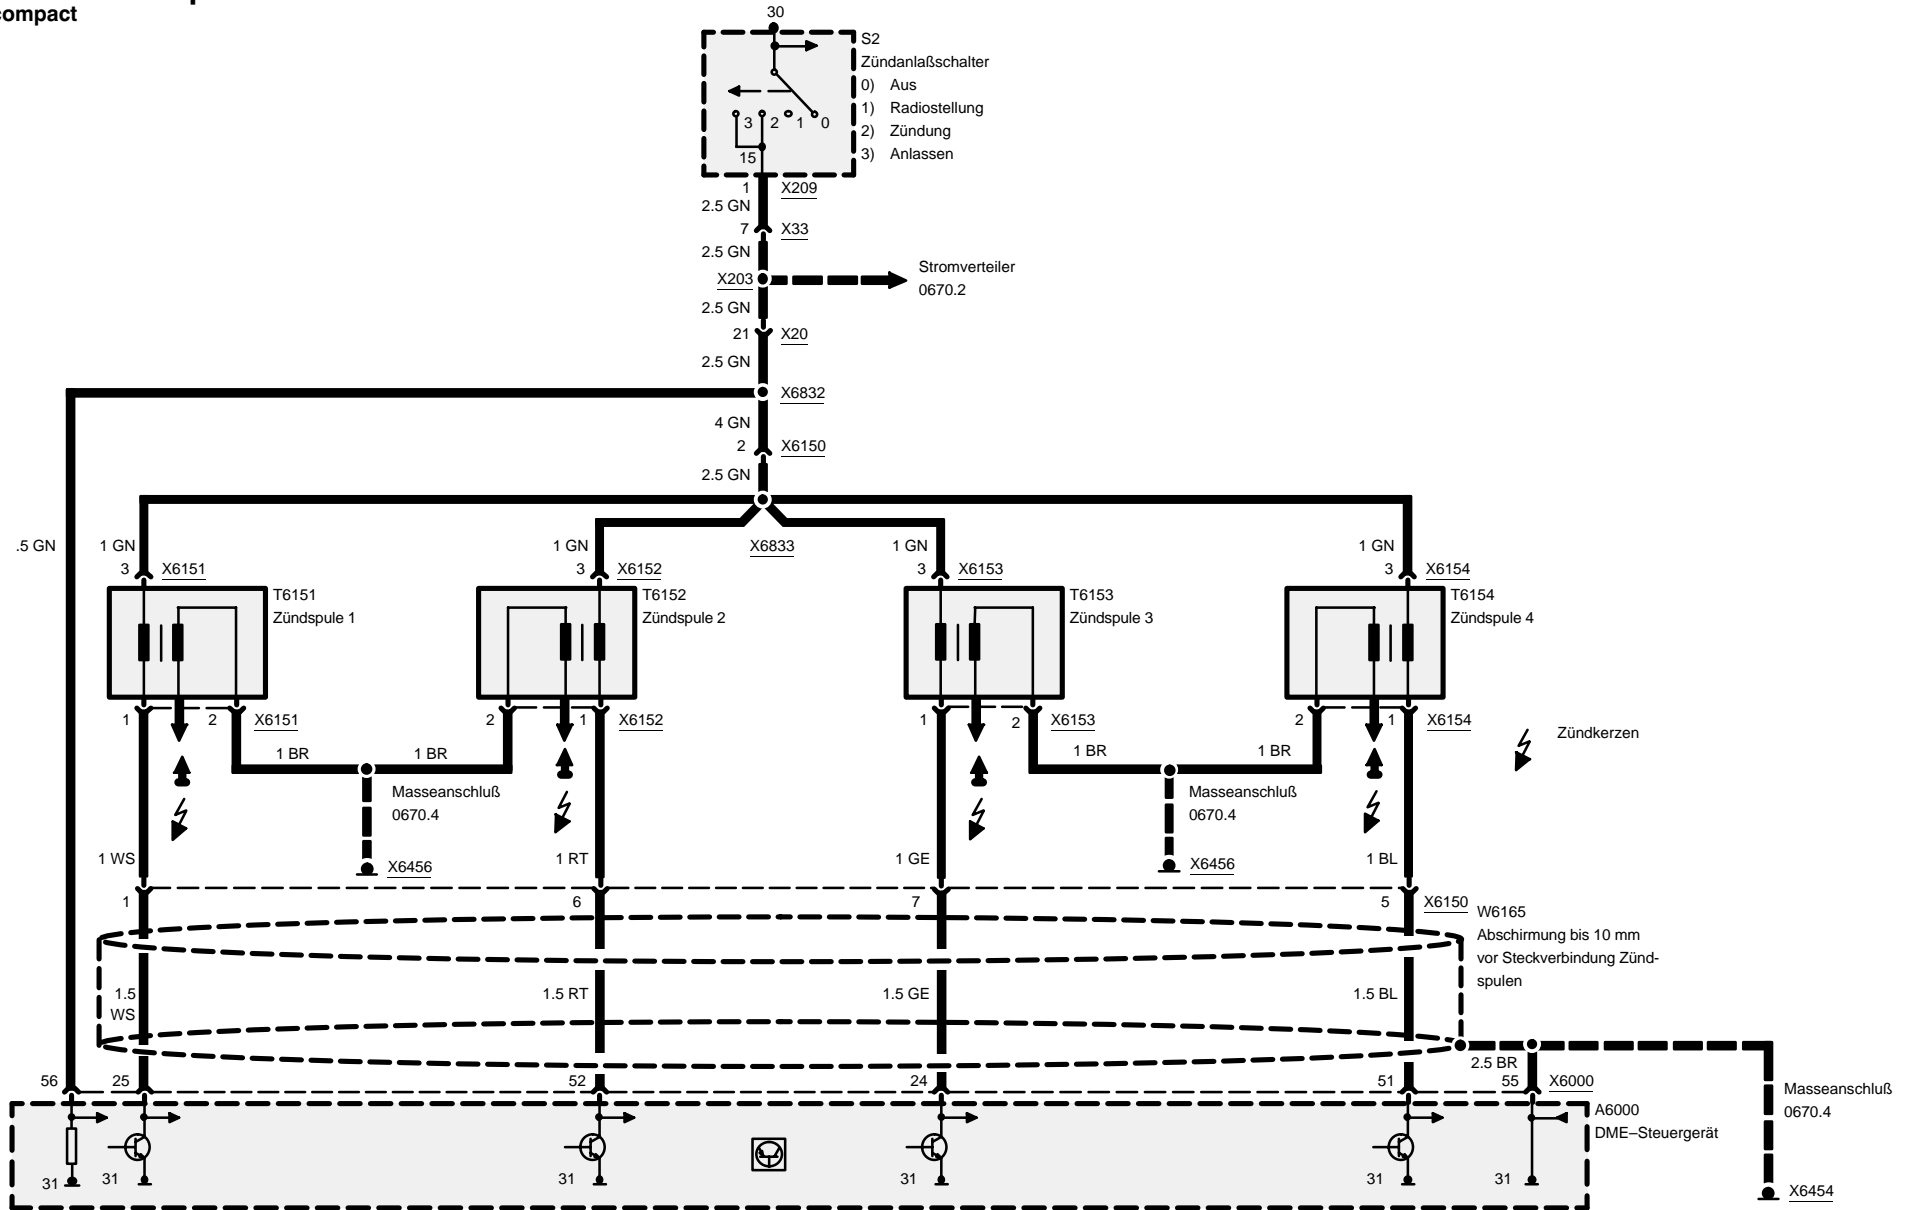 compact
30
S2
Zündanlaßschalter
0) Aus
1) Radiostellung
2) Zündung
3) Anlassen
3 2 1 0
15
1 X209
2.5 GN
7 X33
2.5 GN
Stromverteiler
X203
0670.2
2.5 GN
21 X20
2.5 GN
X6832
4 GN
2 X6150
2.5 GN
.5 GN 1 GN 1 GN X6833 1 GN 1 GN
3 X6151 3 X6152 3 X6153 3 X6154
T6151 T6152 T6153 T6154
Zündspule 1 Zündspule 2 Zündspule 3 Zündspule 4
1 2 X6151 2 1 X6152 1 2 X6153 2 1 X6154
Zündkerzen
1 BR 1 BR 1 BR 1 BR
Masseanschluß Masseanschluß
0670.4 0670.4
1 WS 1 RT 1 GE 1 BL
X6456 X6456
1 6 7 5 X6150
W6165
Abschirmung bis 10 mm
vor Steckverbindung Zünd-
spulen
1.5 1.5 RT 1.5 GE 1.5 BL
WS
2.5 BR
56 25 52 24 51 55 X6000
Masseanschluß
0670.4
A6000
DME–Steuergerät
31 31 31 31 31 31
X6454